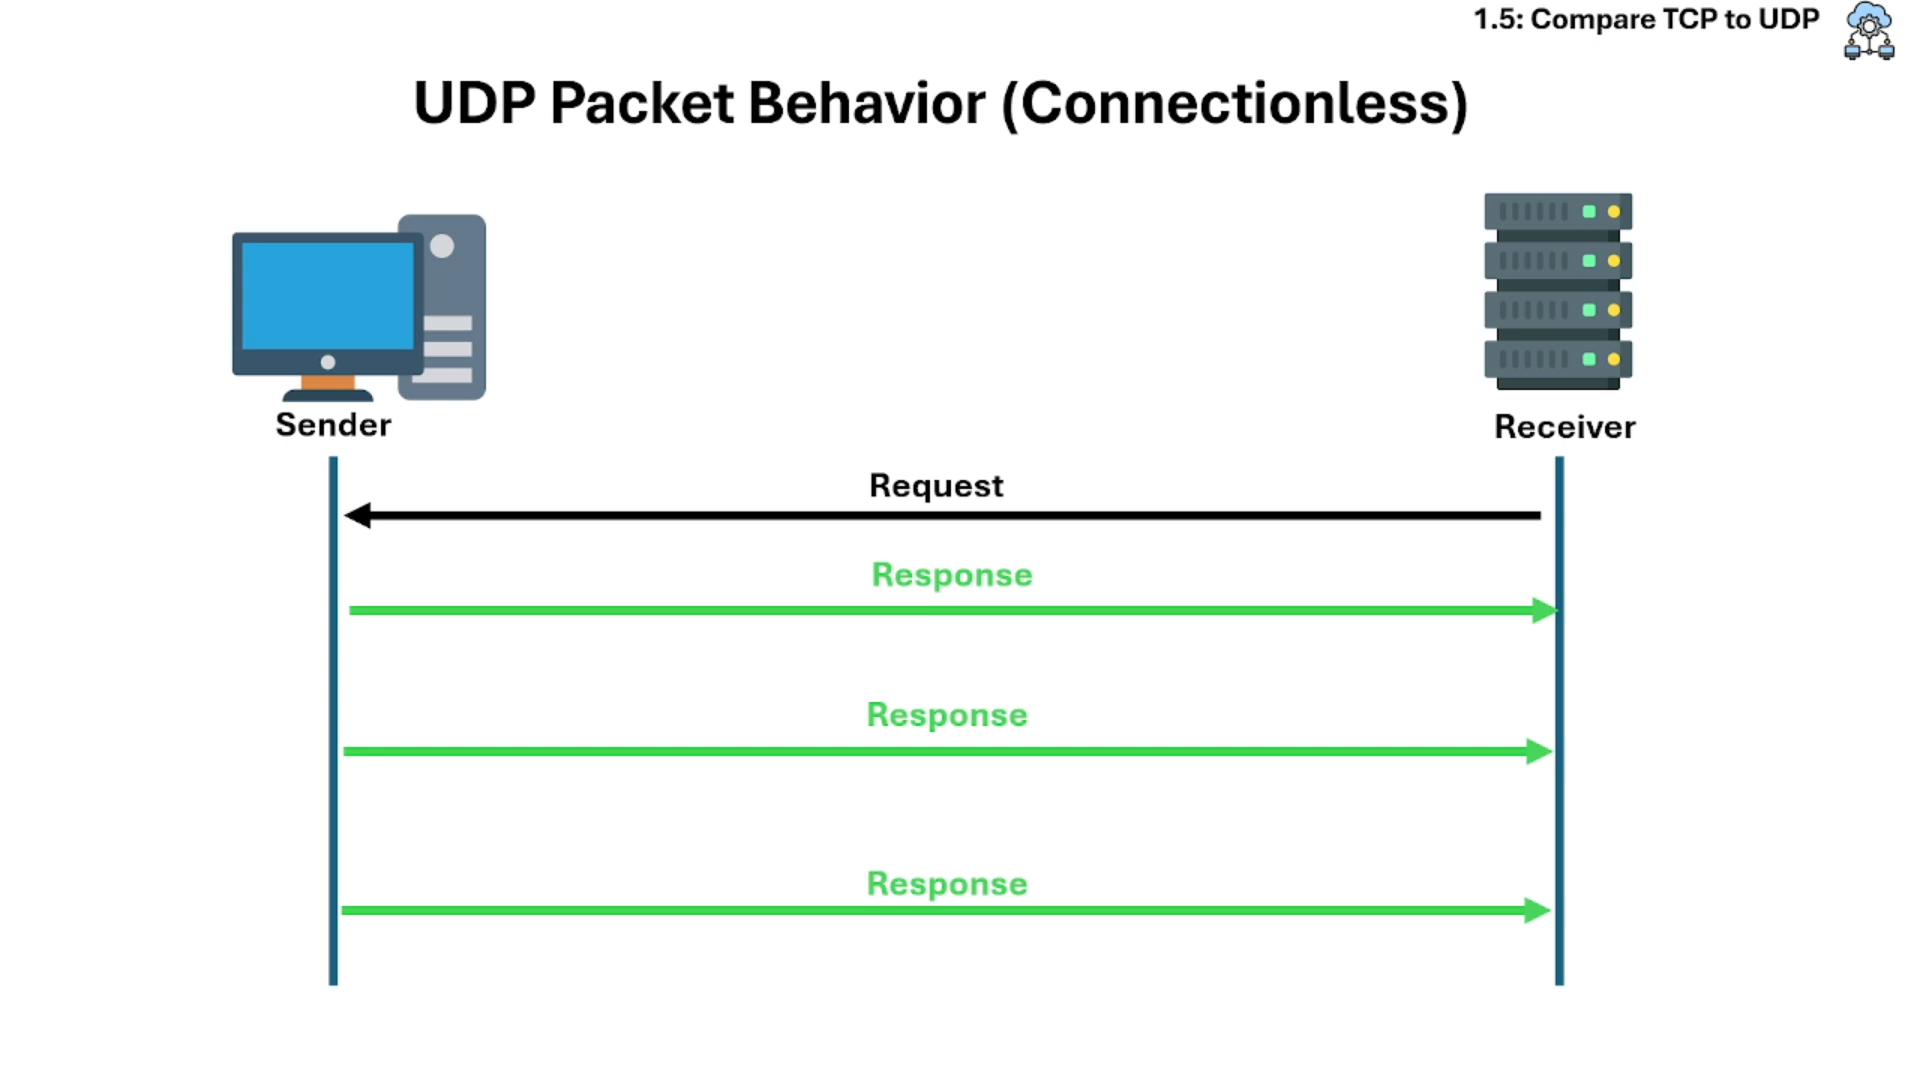 1.5: Compare TCP to UDP
UDP Packet Behavior (Connectionless)
Sender
Receiver
Request
Response
Response
Response